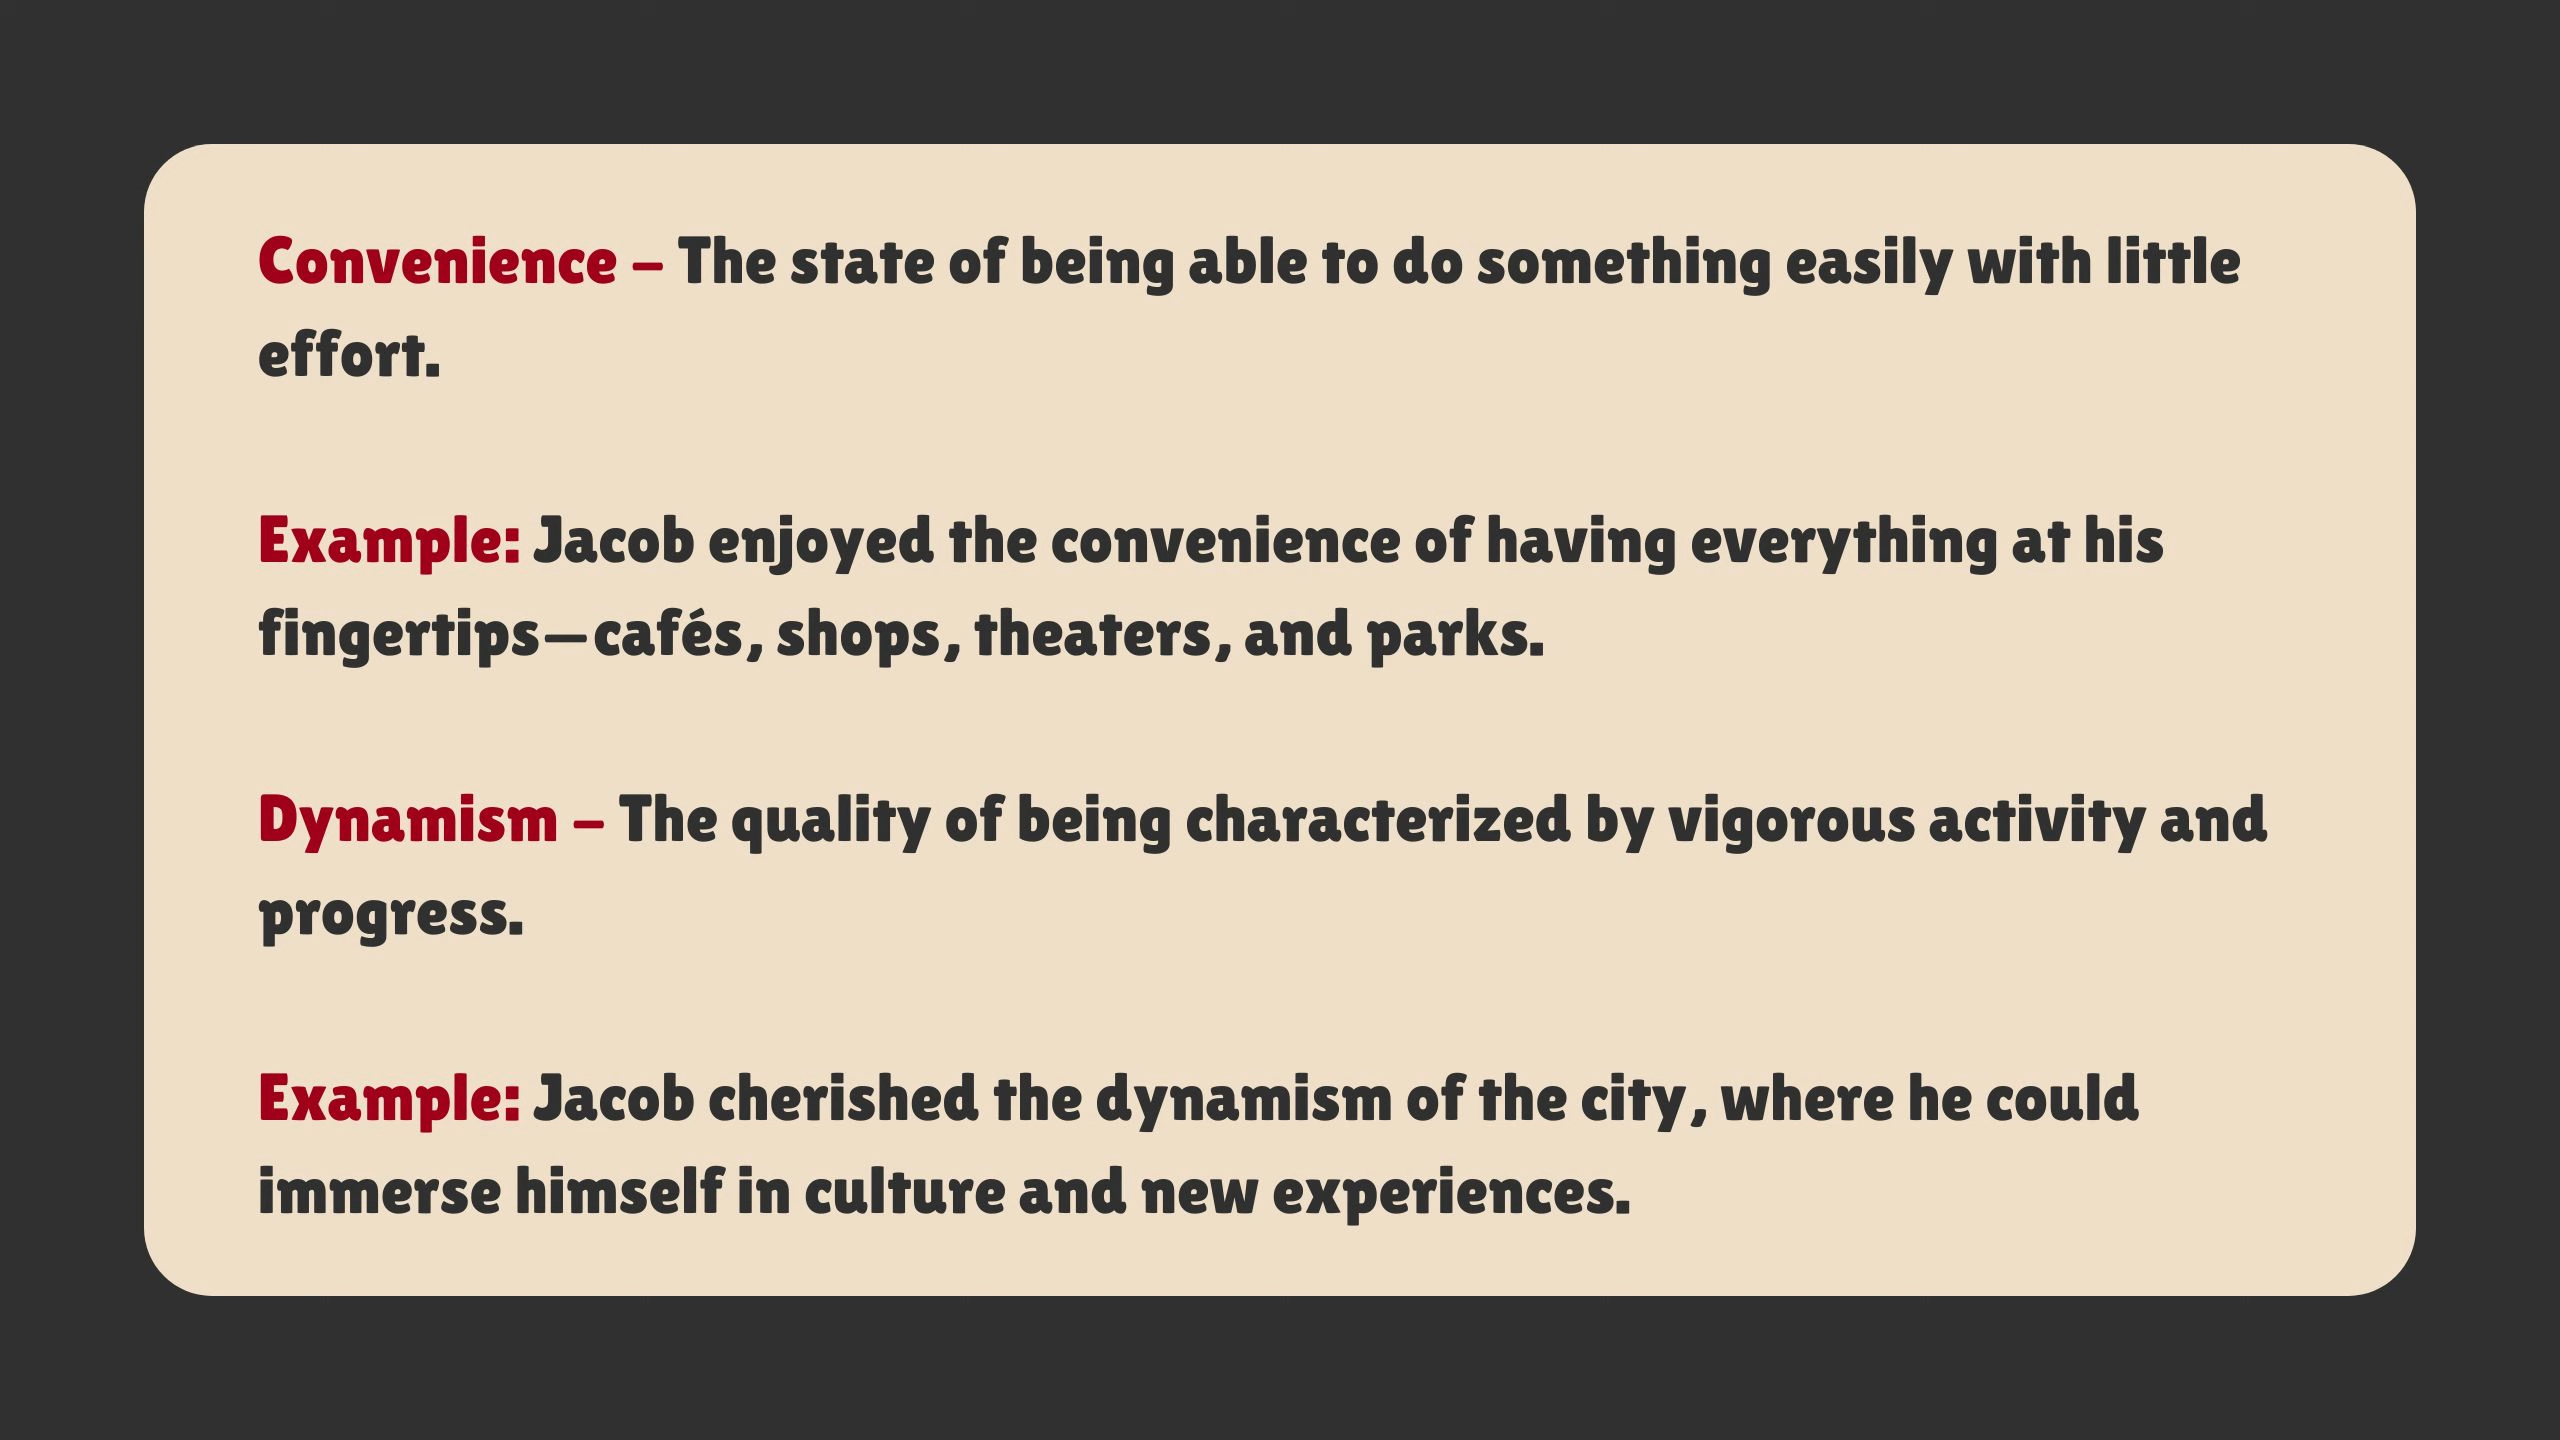 Convenience – The state of being able to do something easily with little
effort.
Example: Jacob enjoyed the convenience of having everything at his
fingertips—cafés, shops, theaters, and parks.
Dynamism – The quality of being characterized by vigorous activity and
progress.
Example: Jacob cherished the dynamism of the city, where he could
immerse himself in culture and new experiences.